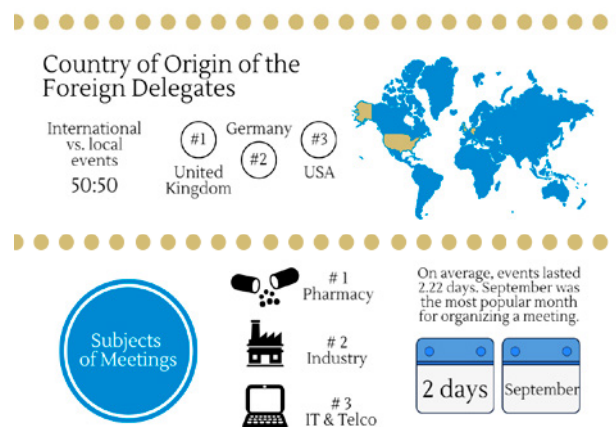 Country of Origin of the
Foreign Delegates
International
vs. local
events
50:50
#1
United
Kingdom
Germany
#2
#3
USA
Subjects
of Meetings
# 1
Pharmacy
# 2
Industry
# 3
IT & Telco
On average, events lasted
2.22 days. September was
the most popular month
for organizing a meeting.
2 days
September